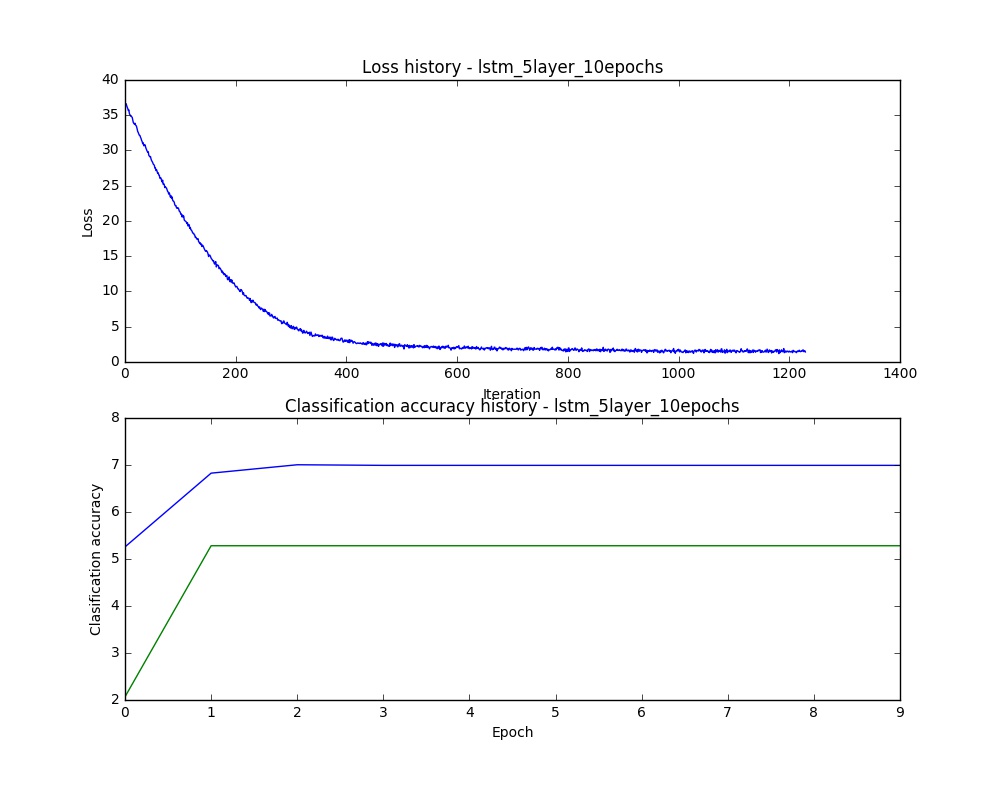 Loss history - lstm_5layer_10epochs
40
35
30
25
20
15
10
5
0
Loss
0 200 400 600 800 1000 1200 1400
Iteration
Classification accuracy history - lstm_5layer_10epochs
8
7
6
5
4
3
2
Clasification accuracy
0 1 2 3 4 5 6 7 8 9
Epoch